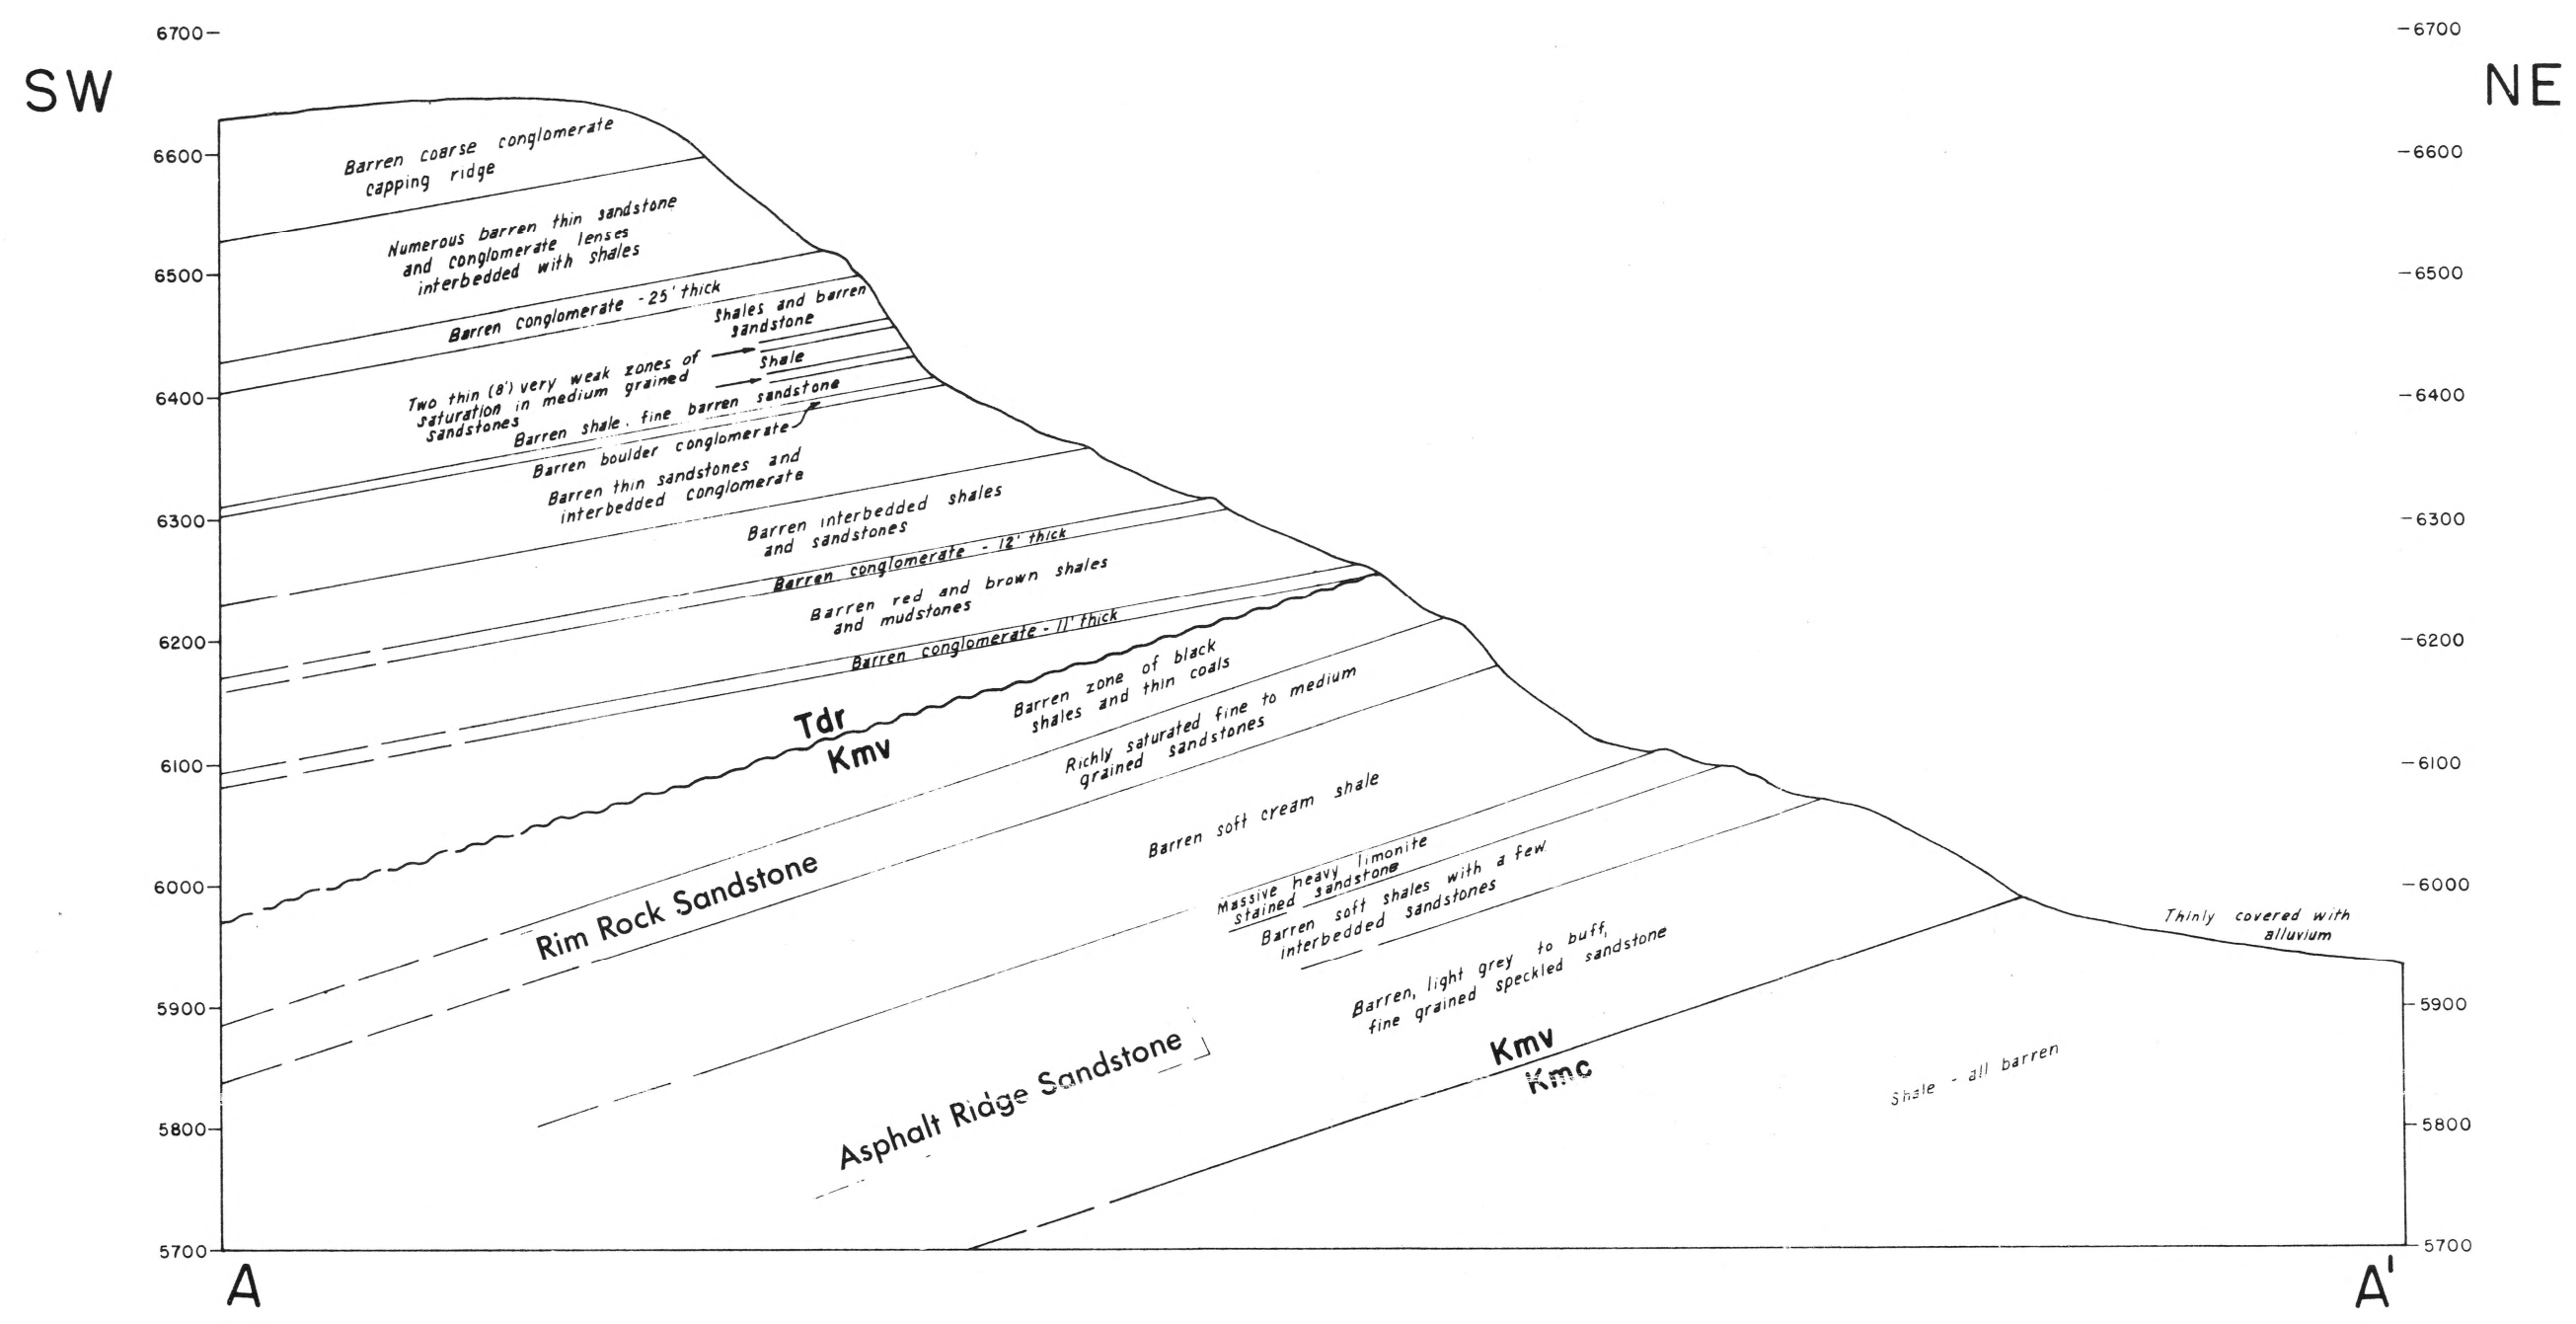 SW
NE
6700
6600
6500
6400
6300
6200
6100
6000
5900
5800
5700
Barren coarse conglomerate
capping ridge
Numerous barren thin sandstone
and conglomerate lenses
interbedded with shales
Barren conglomerate - 25' thick
Shales and barren
sandstone
Two thin (8') very weak zones of
saturation in medium grained
sandstones
Shale
Barren shale, fine barren sandstone
Barren boulder conglomerate
Barren thin sandstones and
interbedded conglomerate
Barren interbedded shales
and sandstones
Barren conglomerate - 12' thick
Barren red and brown shales
and mudstones
Barren conglomerate - 11' thick
Tdr
Kmv
Barren zone of black
shales and thin coals
Richly saturated fine to medium
grained sandstones
Rim Rock Sandstone
Barren soft cream shale
Massive heavy limonite
stained sandstone
Barren soft shales with a few
interbedded sandstones
Barren, light grey to buff,
fine grained speckled sandstone
Asphalt Ridge Sandstone
Kmv
Kmc
Shale - all barren
Thinly covered with
alluvium
6700
6600
6500
6400
6300
6200
6100
6000
5900
5800
5700
A
A'